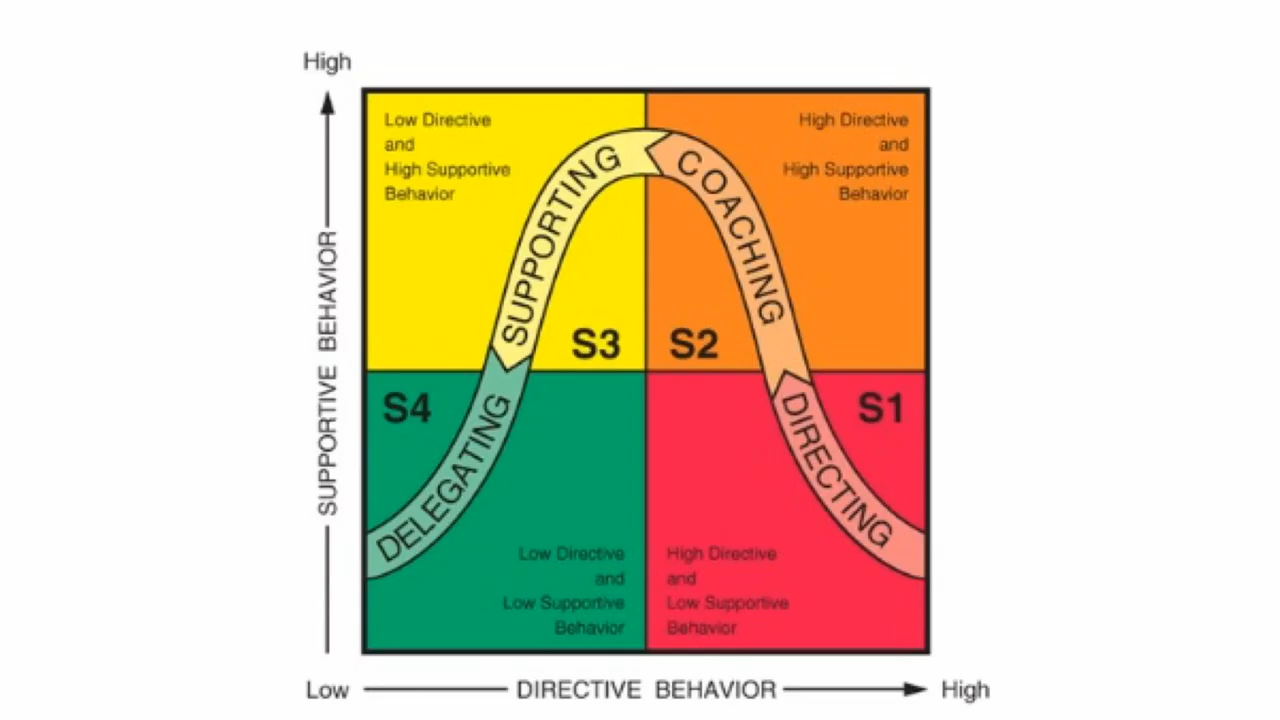 High
SUPPORTIVE BEHAVIOR
Low Directive
and
High Supportive
Behavior
High Directive
and
High Supportive
Behavior
SUPPORTING
COACHING
S3
S2
S4
S1
DELEGATING
DIRECTING
Low Directive
and
Low Supportive
Behavior
High Directive
and
Low Supportive
Behavior
Low
DIRECTIVE BEHAVIOR
High